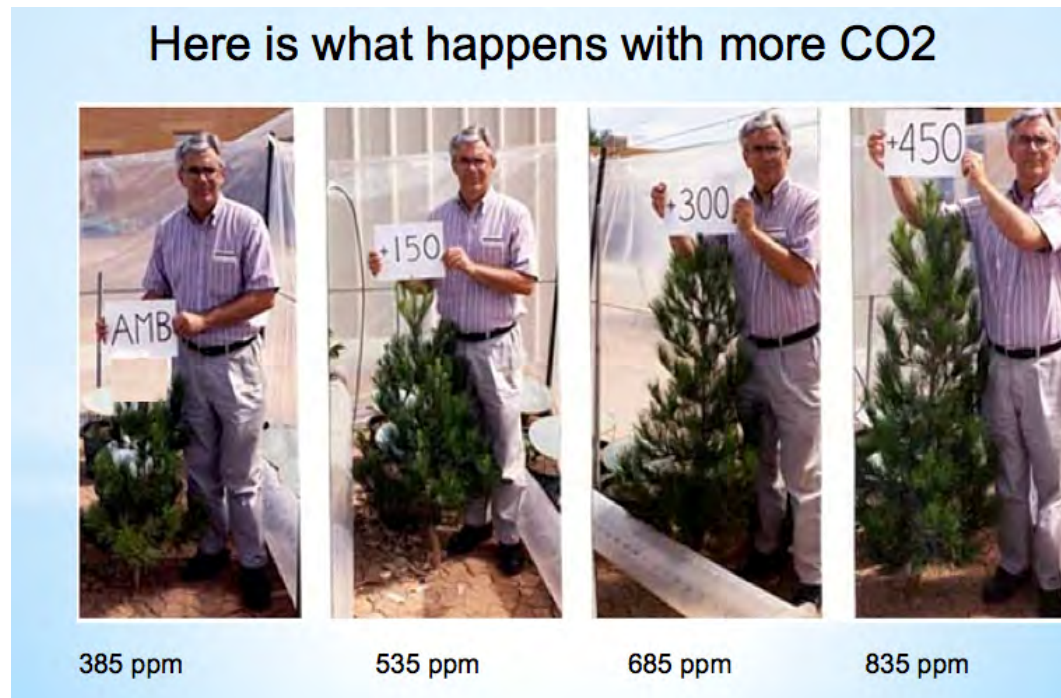 Here is what happens with more CO2
AMB
+150
+300
+450
385 ppm
535 ppm
685 ppm
835 ppm